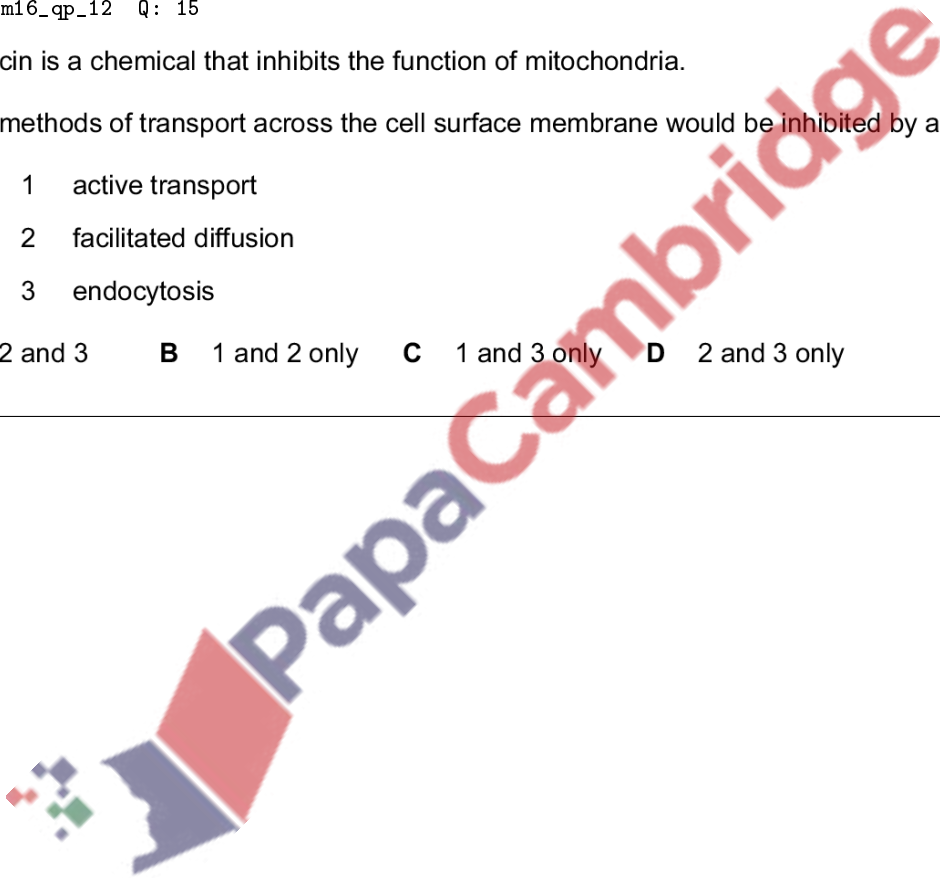 m16_qp_12 Q: 15
cin is a chemical that inhibits the function of mitochondria.
methods of transport across the cell surface membrane would be inhibited by a
1 active transport
2 facilitated diffusion
3 endocytosis
2 and 3 B 1 and 2 only C 1 and 3 only D 2 and 3 only
PapaCambridge